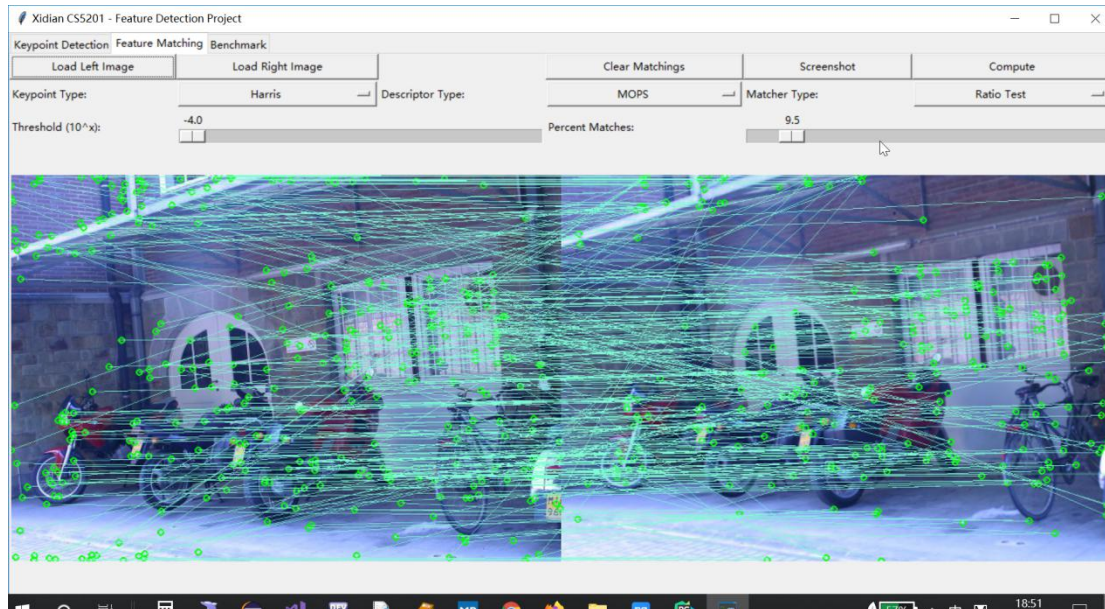 Xidian CS5201 - Feature Detection Project
Keypoint Detection Feature Matching Benchmark
Load Left Image Load Right Image Clear Matchings Screenshot Compute
Keypoint Type: Harris Descriptor Type: MOPS Matcher Type: Ratio Test
-4.0 9.5
Threshold (10^x): Percent Matches:
57% 中 18:51